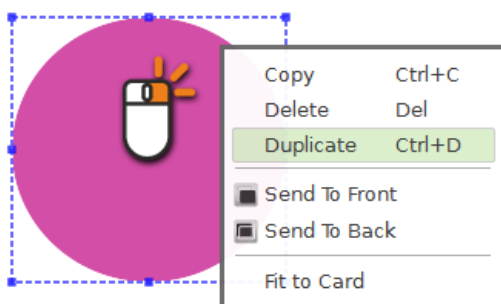 Copy Ctrl+C
Delete Del
Duplicate Ctrl+D
Send To Front
Send To Back
Fit to Card